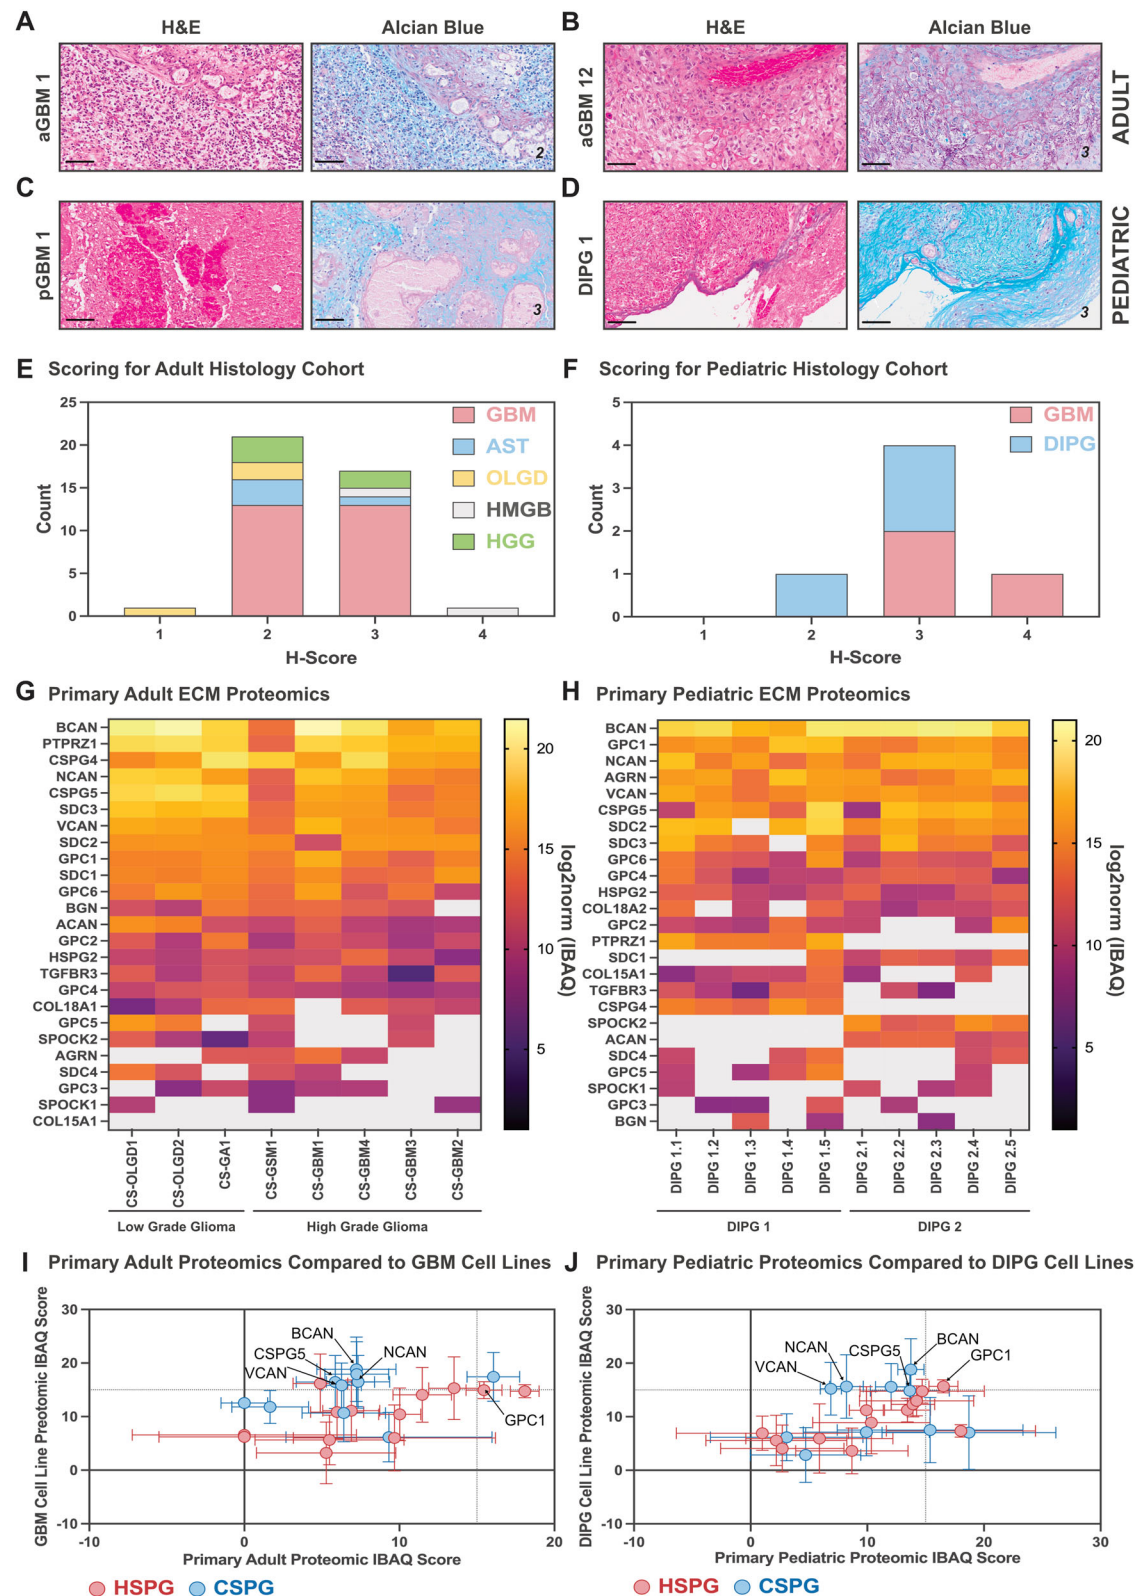 A
H&E
Alcian Blue
B
H&E
Alcian Blue
aGBM 1
2
aGBM 12
3
ADULT
C
D
pGBM 1
3
DIPG 1
3
PEDIATRIC
E Scoring for Adult Histology Cohort
25
20
15
10
5
0
Count
1 2 3 4
H-Score
GBM
AST
OLGD
HMGB
HGG
F Scoring for Pediatric Histology Cohort
5
4
3
2
1
0
Count
1 2 3 4
H-Score
GBM
DIPG
G Primary Adult ECM Proteomics
BCAN
PTPRZ1
CSPG4
NCAN
CSPG5
SDC3
VCAN
SDC2
GPC1
SDC1
GPC6
BGN
ACAN
GPC2
HSPG2
TGFBR3
GPC4
COL18A1
GPC5
SPOCK2
AGRN
SDC4
GPC3
SPOCK1
COL15A1
CS-OLGD1
CS-OLGD2
CS-GA1
CS-GSM1
CS-GBM1
CS-GBM4
CS-GBM3
CS-GBM2
Low Grade Glioma
High Grade Glioma
20
15
10
5
log2norm (IBAQ)
H Primary Pediatric ECM Proteomics
BCAN
GPC1
NCAN
AGRN
VCAN
CSPG5
SDC2
SDC3
GPC6
GPC4
HSPG2
COL18A2
GPC2
PTPRZ1
SDC1
COL15A1
TGFBR3
CSPG4
SPOCK2
ACAN
SDC4
GPC5
SPOCK1
GPC3
BGN
DIPG 1.1
DIPG 1.2
DIPG 1.3
DIPG 1.4
DIPG 1.5
DIPG 2.1
DIPG 2.2
DIPG 2.3
DIPG 2.4
DIPG 2.5
DIPG 1
DIPG 2
20
15
10
5
log2norm (IBAQ)
I Primary Adult Proteomics Compared to GBM Cell Lines
GBM Cell Line Preotomic IBAQ Score
30
20
10
0
-10
BCAN
CSPG5
NCAN
VCAN
GPC1
-10 0 10 20
Primary Adult Proteomic IBAQ Score
HSPG CSPG
J Primary Pediatric Proteomics Compared to DIPG Cell Lines
DIPG Cell Line Proteomic IBAQ Score
30
20
10
0
-10
NCAN
CSPG5
BCAN
VCAN
GPC1
-10 0 10 20 30
Primary Pediatric Proteomic IBAQ Score
HSPG CSPG